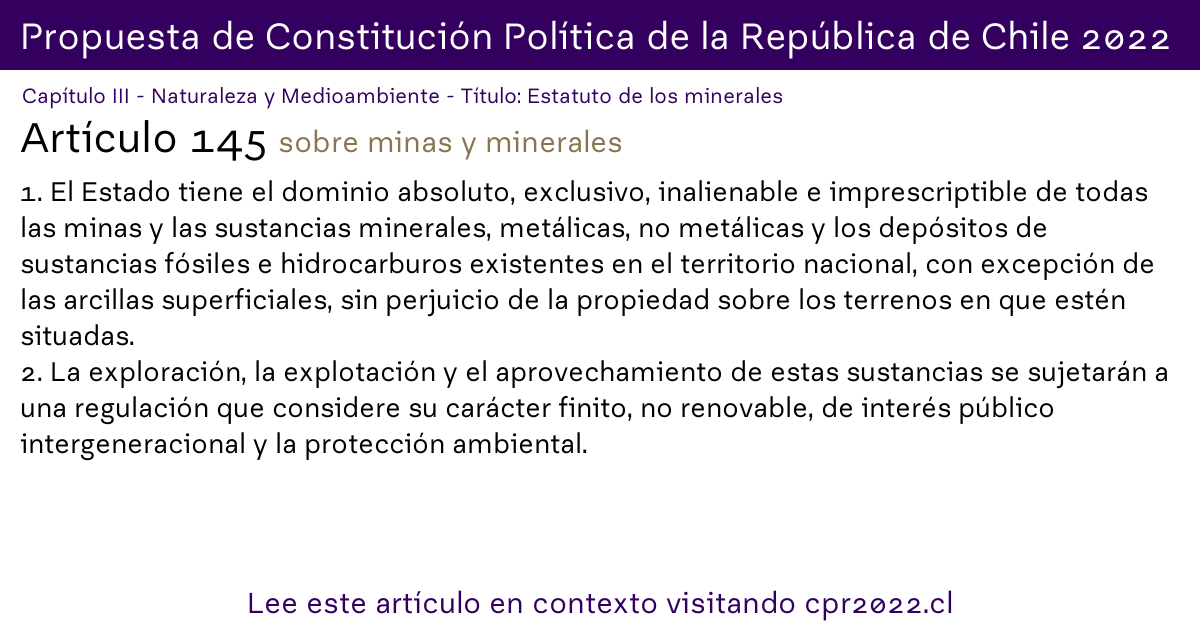 Propuesta de Constitución Política de la República de Chile 2022
Capítulo III - Naturaleza y Medioambiente - Título: Estatuto de los minerales
Artículo 145 sobre minas y minerales
1. El Estado tiene el dominio absoluto, exclusivo, inalienable e imprescriptible de todas
las minas y las sustancias minerales, metálicas, no metálicas y los depósitos de
sustancias fósiles e hidrocarburos existentes en el territorio nacional, con excepción de
las arcillas superficiales, sin perjuicio de la propiedad sobre los terrenos en que estén
situadas.
2. La exploración, la explotación y el aprovechamiento de estas sustancias se sujetarán a
una regulación que considere su carácter finito, no renovable, de interés público
intergeneracional y la protección ambiental.
Lee este artículo en contexto visitando cpr2022.cl